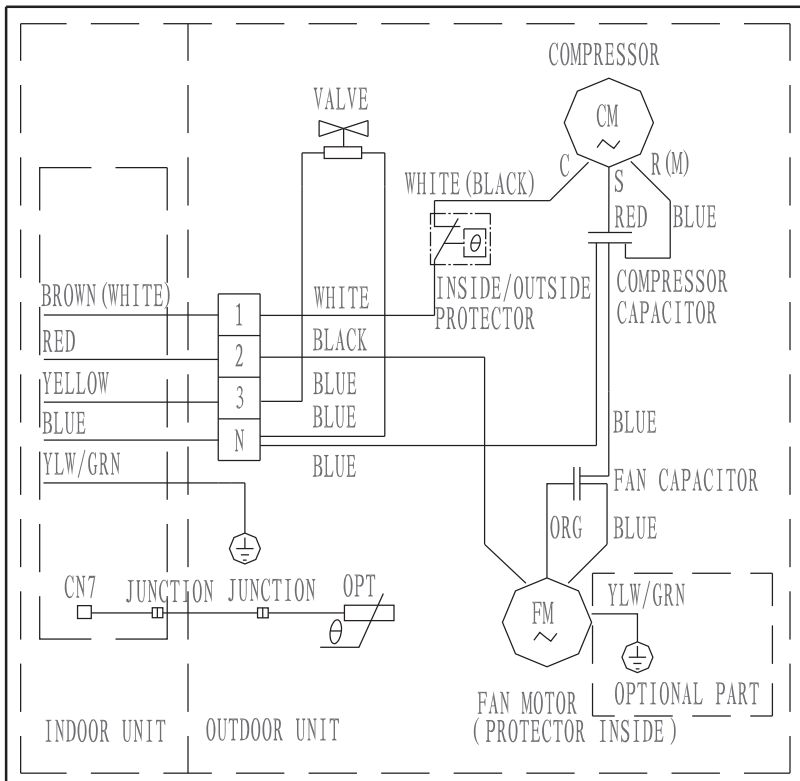 COMPRESSOR
VALVE
CM
C
S
R(M)
WHITE(BLACK)
RED
BLUE
θ
INSIDE/OUTSIDE
PROTECTOR
COMPRESSOR
CAPACITOR
BROWN(WHITE)
1
WHITE
RED
2
BLACK
YELLOW
3
BLUE
BLUE
N
BLUE
BLUE
BLUE
YLW/GRN
FAN CAPACITOR
ORG
BLUE
CN7
JUNCTION
JUNCTION
OPT
θ
FM
YLW/GRN
OPTIONAL PART
FAN MOTOR
(PROTECTOR INSIDE)
INDOOR UNIT
OUTDOOR UNIT